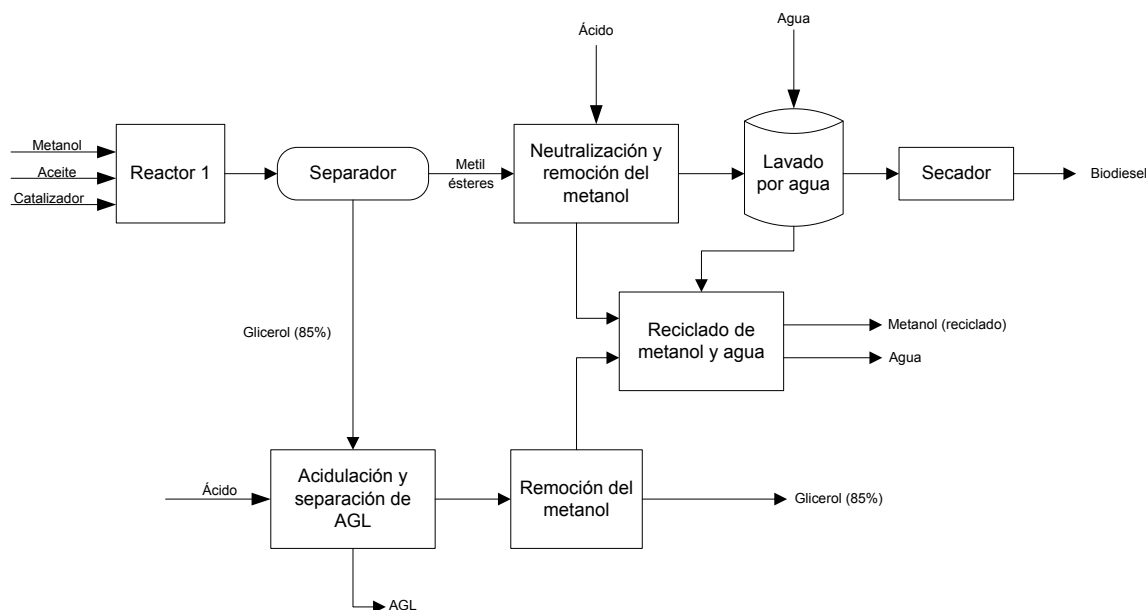 Agua
Ácido
Metanol
Aceite
Catalizador
Reactor 1
Separador
Metil
ésteres
Neutralización y
remoción del
metanol
Lavado
por agua
Secador
Biodiesel
Glicerol (85%)
Reciclado de
metanol y agua
Metanol (reciclado)
Agua
Ácido
Acidulación y
separación de
AGL
Remoción del
metanol
Glicerol (85%)
AGL